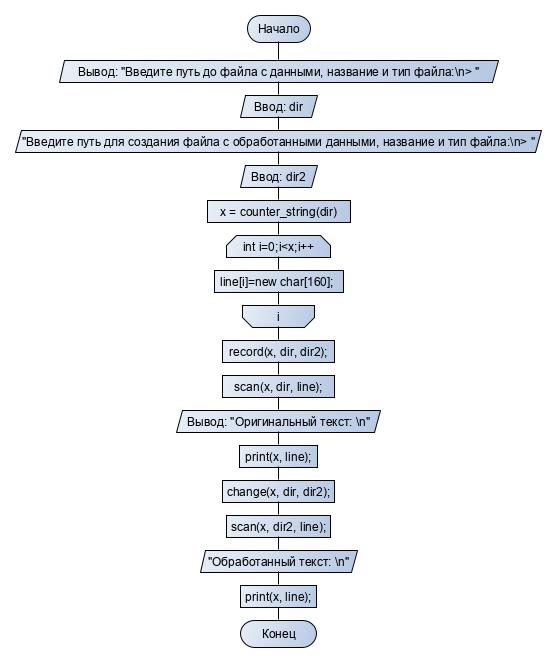 Начало
Вывод: "Введите путь до файла с данными, название и тип файла:\n> "
Ввод: dir
"Введите путь для создания файла с обработанными данными, название и тип файла:\n> "
Ввод: dir2
x = counter_string(dir)
int i=0;i<x;i++
line[i]=new char[160];
i
record(x, dir, dir2);
scan(x, dir, line);
Вывод: "Оригинальный текст: \n"
print(x, line);
change(x, dir, dir2);
scan(x, dir2, line);
"Обработанный текст: \n"
print(x, line);
Конец